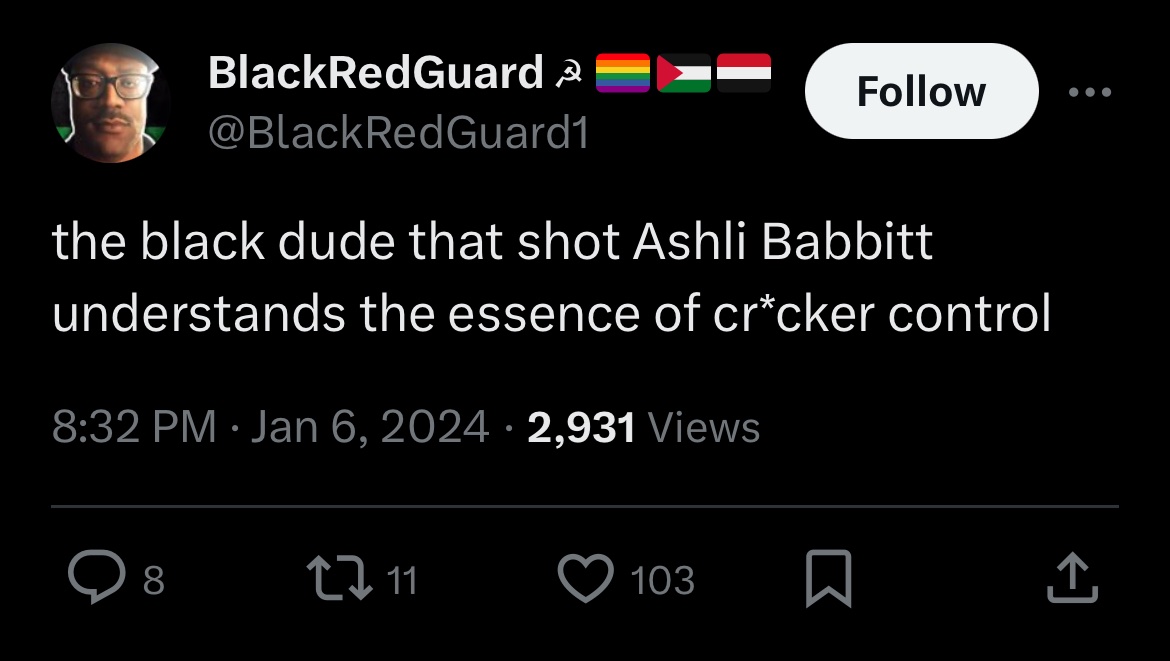 BlackRedGuard ☭ 🏳️‍🌈🇵🇸🇾🇪
Follow
@BlackRedGuard1
the black dude that shot Ashli Babbitt
understands the essence of cr*cker control
8:32 PM · Jan 6, 2024 · 2,931 Views
8 11 103